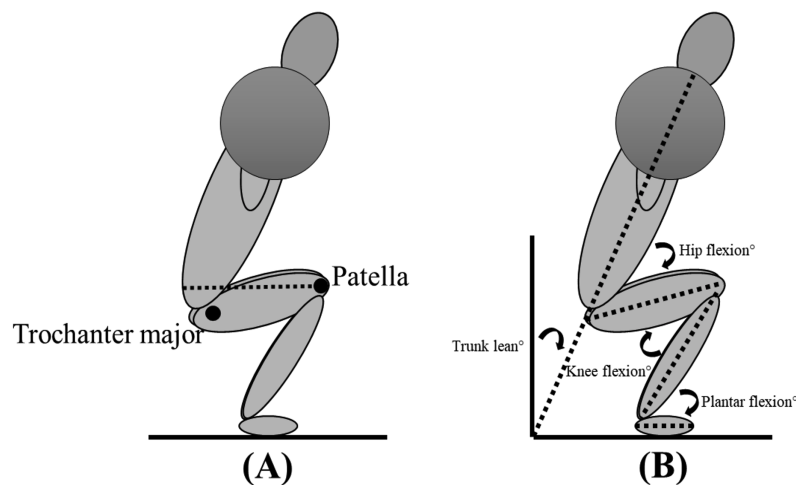 Patella
Trochanter major
(A)
Hip flexion°
Trunk lean°
Knee flexion°
Plantar flexion°
(B)